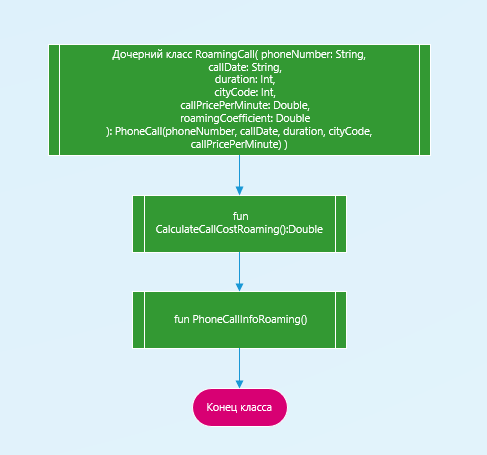 Дочерний класс RoamingCall( phoneNumber: String,
callDate: String,
duration: Int,
cityCode: Int,
callPricePerMinute: Double,
roamingCoefficient: Double
): PhoneCall(phoneNumber, callDate, duration, cityCode,
callPricePerMinute) )
fun
CalculateCallCostRoaming():Double
fun PhoneCallInfoRoaming()
Конец класса